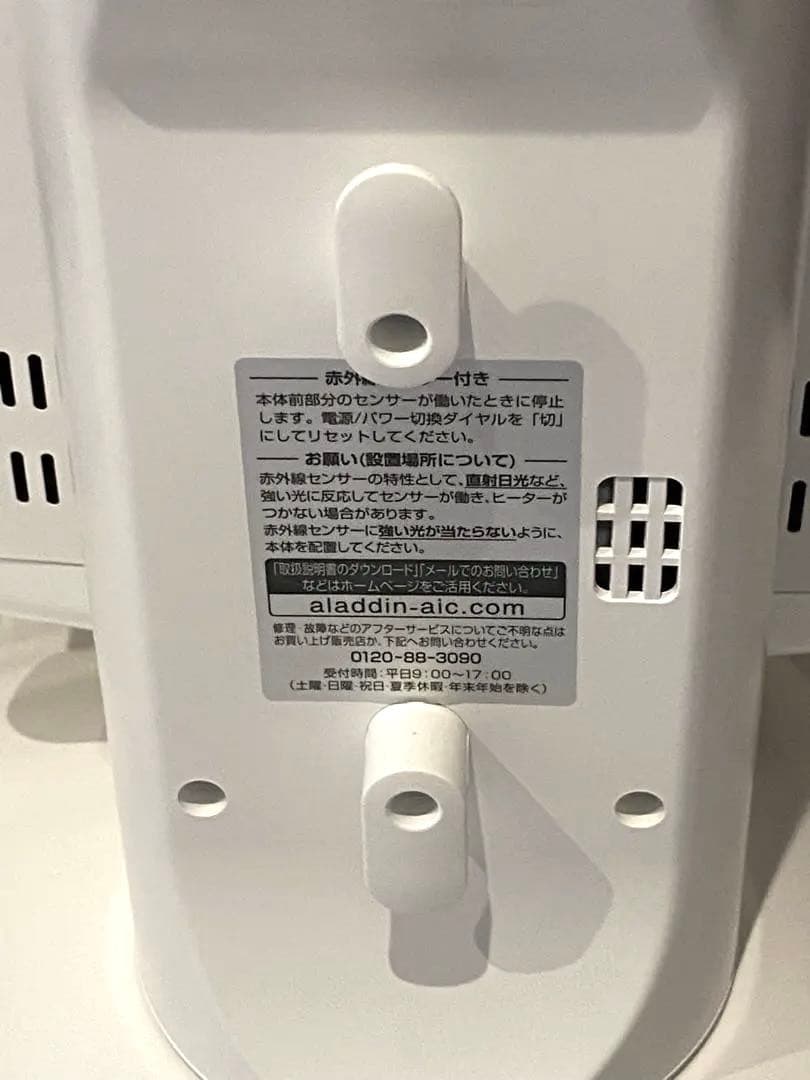 赤外線 ー付き
本体前部分のセンサーが働いたときに停止
します。電源/パワー切換ダイヤルを「切」
にしてリセットしてください。
お願い(設置場所について)
赤外線センサーの特性として、直射日光など、
強い光に反応してセンサーが働き、ヒーターが
つかない場合があります。
赤外線センサーに強い光が当たらないように、
本体を配置してください。
「取扱説明書のダウンロード」「メールでのお問い合わせ」
などはホームページをご活用ください。
aladdin-aic.com
修理・故障などのアフターサービスについてご不明な点は
お買い上げ販売店か、下記へお問い合わせください。
0120-88-3090
受付時間:平日9:00〜17:00
(土曜・日曜・祝日・夏季休暇・年末年始を除く)